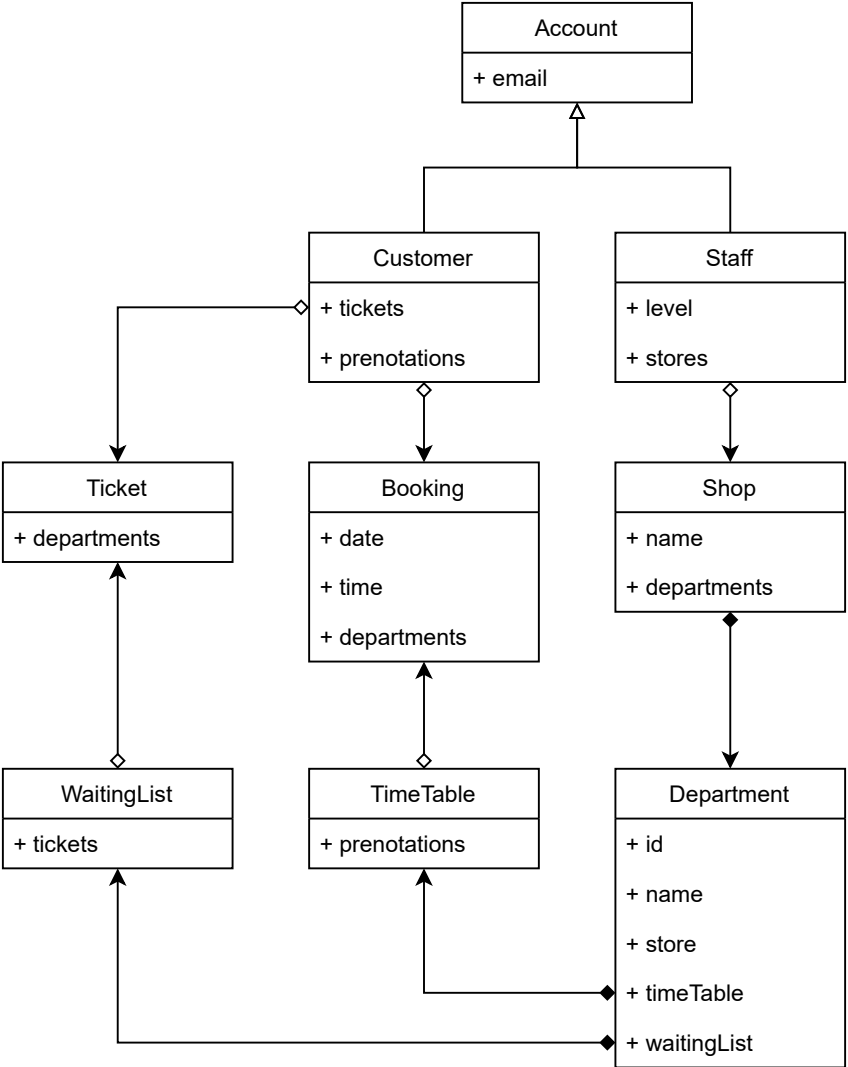 Account
+ email
Customer
+ tickets
+ prenotations
Staff
+ level
+ stores
Ticket
+ departments
Booking
+ date
+ time
+ departments
Shop
+ name
+ departments
WaitingList
+ tickets
TimeTable
+ prenotations
Department
+ id
+ name
+ store
+ timeTable
+ waitingList